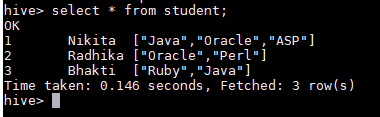 hive> select * from student;
OK
1       Nikita  ["Java","Oracle","ASP"]
2       Radhika ["Oracle","Perl"]
3       Bhakti  ["Ruby","Java"]
Time taken: 0.146 seconds, Fetched: 3 row(s)
hive>